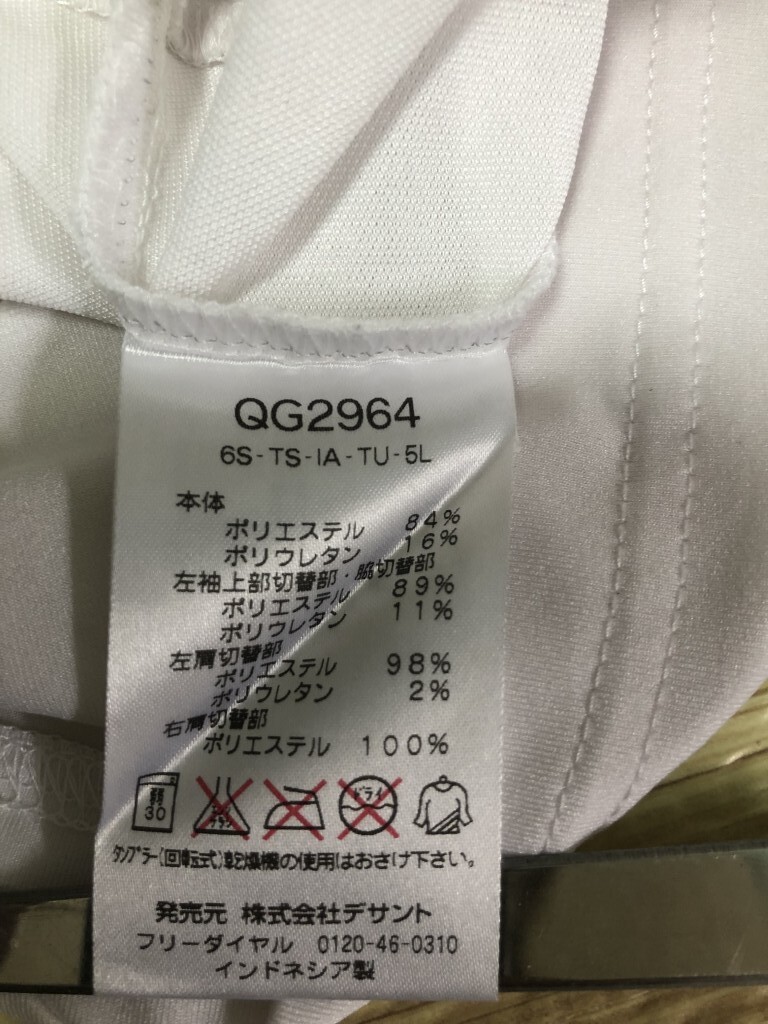 QG2964
6S-TS-IA-TU-5L
本体
ポリエステル 84%
ポリウレタン 16%
左袖上部切替部・脇切替部
ポリエステル 89%
ポリウレタン 11%
左肩切替部
ポリエステル 98%
ポリウレタン 2%
右肩切替部
ポリエステル 100%
弱
30
ドライ
タンブラー(回転式)乾燥機の使用はおさけ下さい。
発売元 株式会社デサント
フリーダイヤル 0120-46-0310
インドネシア製